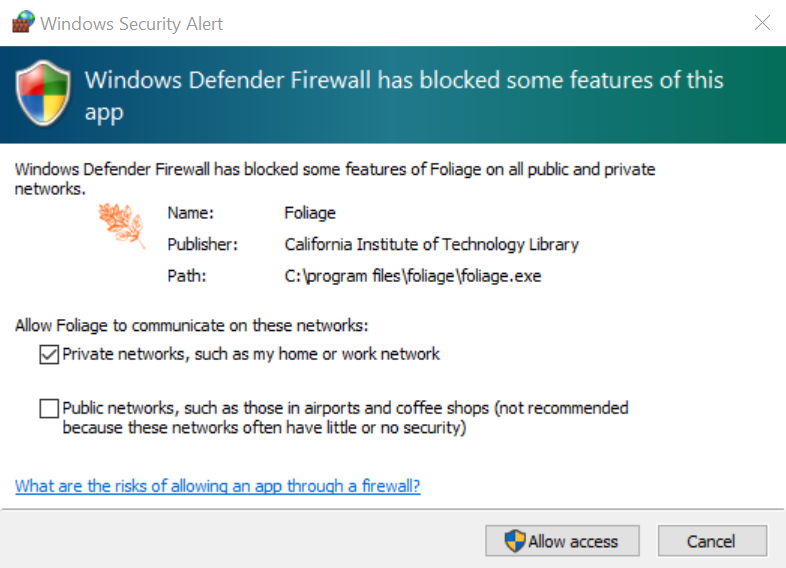 Windows Security Alert
Windows Defender Firewall has blocked some features of this
app
Windows Defender Firewall has blocked some features of Foliage on all public and private
networks.
Name: Foliage
Publisher: California Institute of Technology Library
Path: C:\program files\foliage\foliage.exe
Allow Foliage to communicate on these networks:
Private networks, such as my home or work network
Public networks, such as those in airports and coffee shops (not recommended
because these networks often have little or no security)
What are the risks of allowing an app through a firewall?
Allow access Cancel